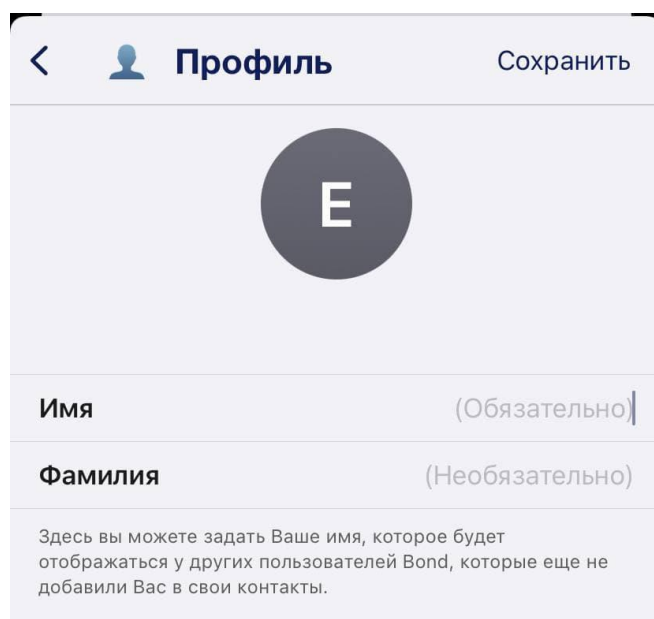 Профиль
Сохранить
E
Имя
(Обязательно)
Фамилия
(Необязательно)
Здесь вы можете задать Ваше имя, которое будет
отображаться у других пользователей Bond, которые еще не
добавили Вас в свои контакты.